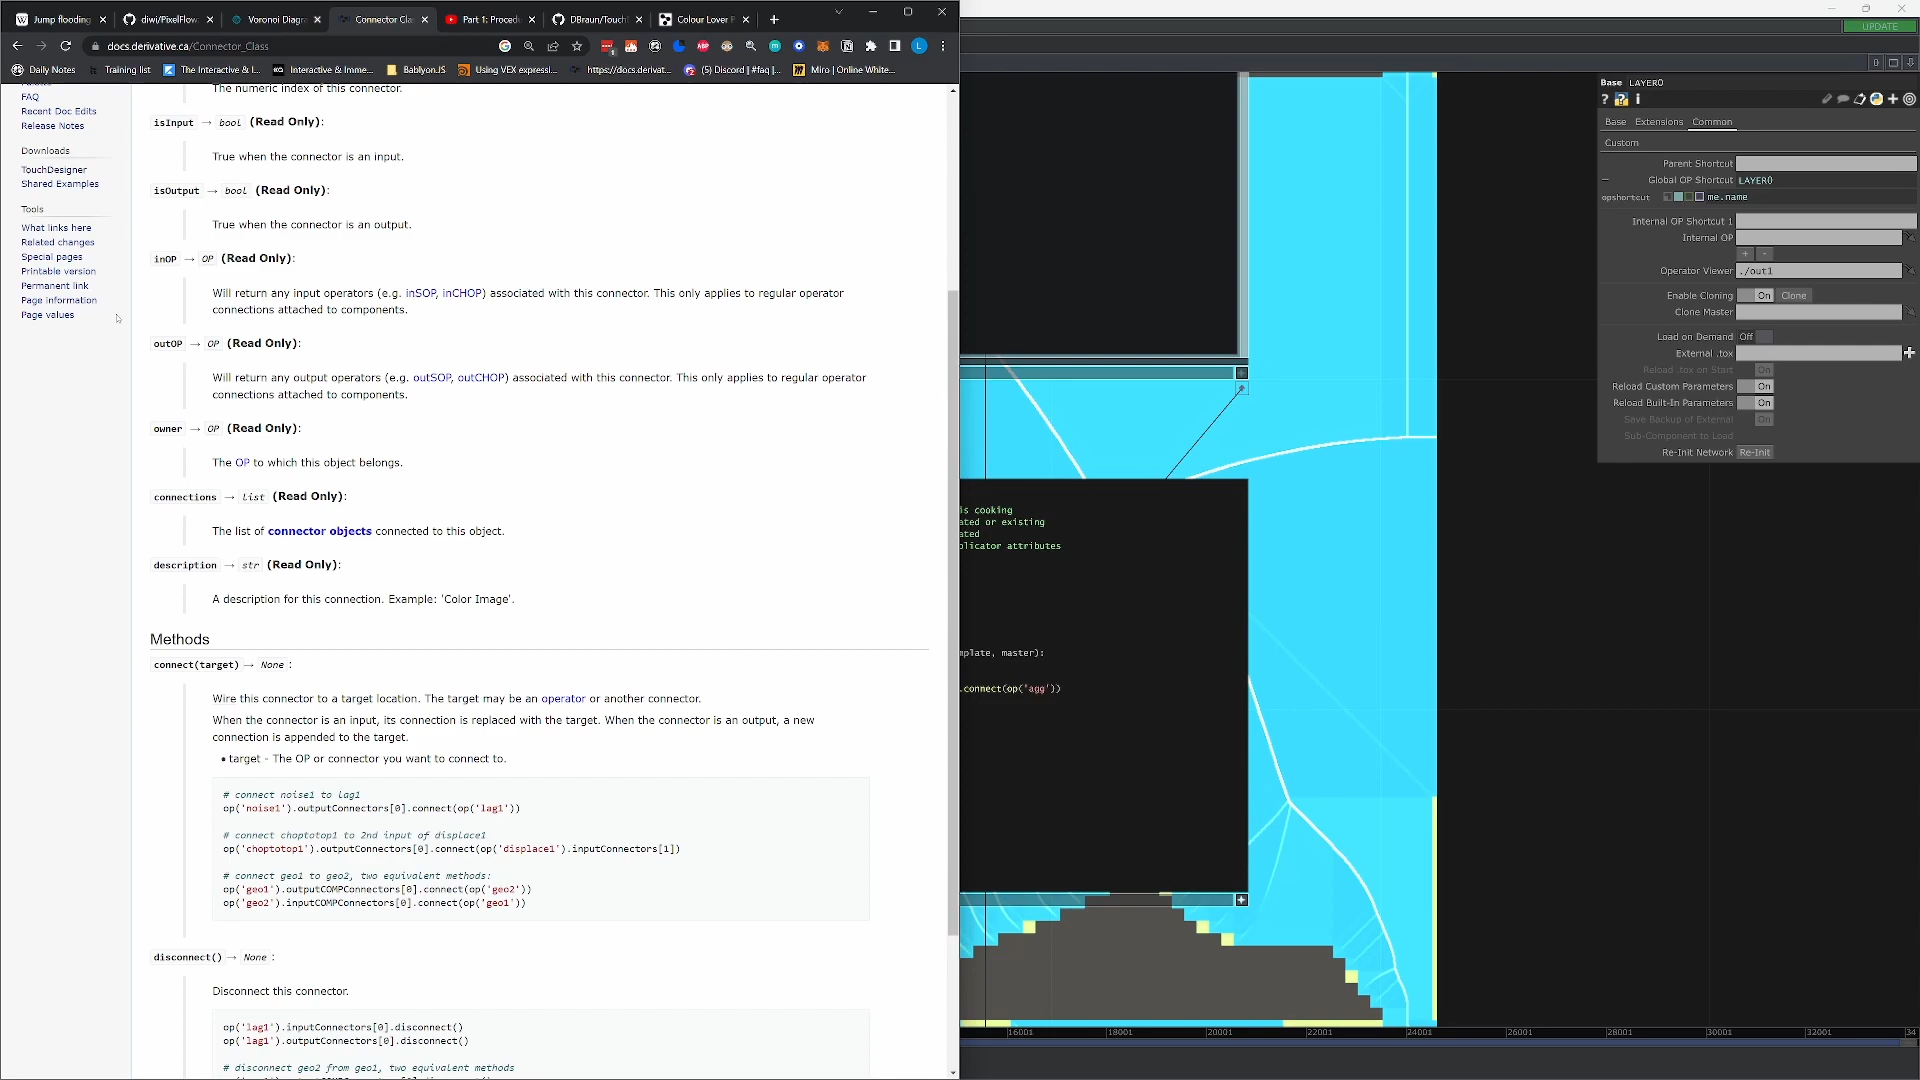 Jump flooding
diwi/PixelFlow
Voronoi Diagra
Connector Cla
Part 1: Procedu
DBraun/TouchI
Colour Lover P
docs.derivative.ca/Connector_Class
Daily Notes
Training list
The Interactive & I...
Interactive & Imme...
BablyonJS
Using VEX expressi...
https://docs.derivat...
(5) Discord | #faq |...
Miro | Online White...
FAQ
Recent Doc Edits
Release Notes
Downloads
TouchDesigner
Shared Examples
Tools
What links here
Related changes
Special pages
Printable version
Permanent link
Page information
Page values
The numeric index of this connector.
isInput → bool (Read Only):
True when the connector is an input.
isOutput → bool (Read Only):
True when the connector is an output.
inOP → OP (Read Only):
Will return any input operators (e.g. inSOP, inCHOP) associated with this connector. This only applies to regular operator
connections attached to components.
outOP → OP (Read Only):
Will return any output operators (e.g. outSOP, outCHOP) associated with this connector. This only applies to regular operator
connections attached to components.
owner → OP (Read Only):
The OP to which this object belongs.
connections → list (Read Only):
The list of connector objects connected to this object.
description → str (Read Only):
A description for this connection. Example: 'Color Image'.
Methods
connect(target) → None :
Wire this connector to a target location. The target may be an operator or another connector.
When the connector is an input, its connection is replaced with the target. When the connector is an output, a new
connection is appended to the target.
• target - The OP or connector you want to connect to.
# connect noise1 to lag1
op('noise1').outputConnectors[0].connect(op('lag1'))
# connect choptotop1 to 2nd input of displace1
op('choptotop1').outputConnectors[0].connect(op('displace1').inputConnectors[1])
# connect geo1 to geo2, two equivalent methods:
op('geo1').outputCOMPConnectors[0].connect(op('geo2'))
op('geo2').inputCOMPConnectors[0].connect(op('geo1'))
disconnect() → None :
Disconnect this connector.
op('lag1').inputConnectors[0].disconnect()
op('lag1').outputConnectors[0].disconnect()
# disconnect geo2 from geo1, two equivalent methods
is cooking
ated or existing
ated
plicator attributes
mplate, master):
.connect(op('agg'))
16001 18001 20001 22001 24001 26001 28001 30001 32001 34
UPDATE
Base LAYER0
? ? i
Base Extensions Common
Custom
Parent Shortcut
Global OP Shortcut LAYER0
opshortcut me.name
Internal OP Shortcut 1
Internal OP
+ -
Operator Viewer ./out1
Enable Cloning On Clone
Clone Master
Load on Demand Off
External .tox
Reload .tox on Start On
Reload Custom Parameters On
Reload Built-In Parameters On
Save Backup of External On
Sub-Component to Load
Re-Init Network Re-Init